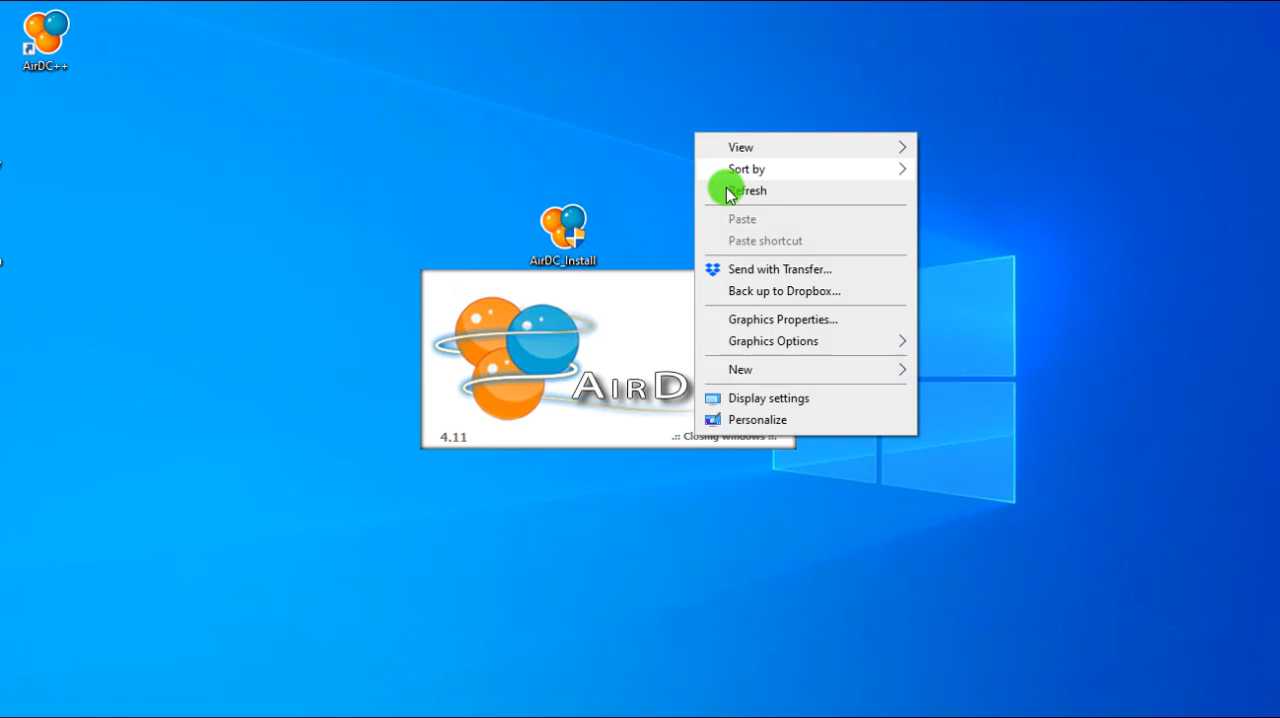 AirDC++
View
Sort by
Refresh
Paste
Paste shortcut
AirDC_Install
Send with Transfer...
Back up to Dropbox...
Graphics Properties...
Graphics Options
New
AIRD
Display settings
Personalize
4.11
.:: Closing windows ::.